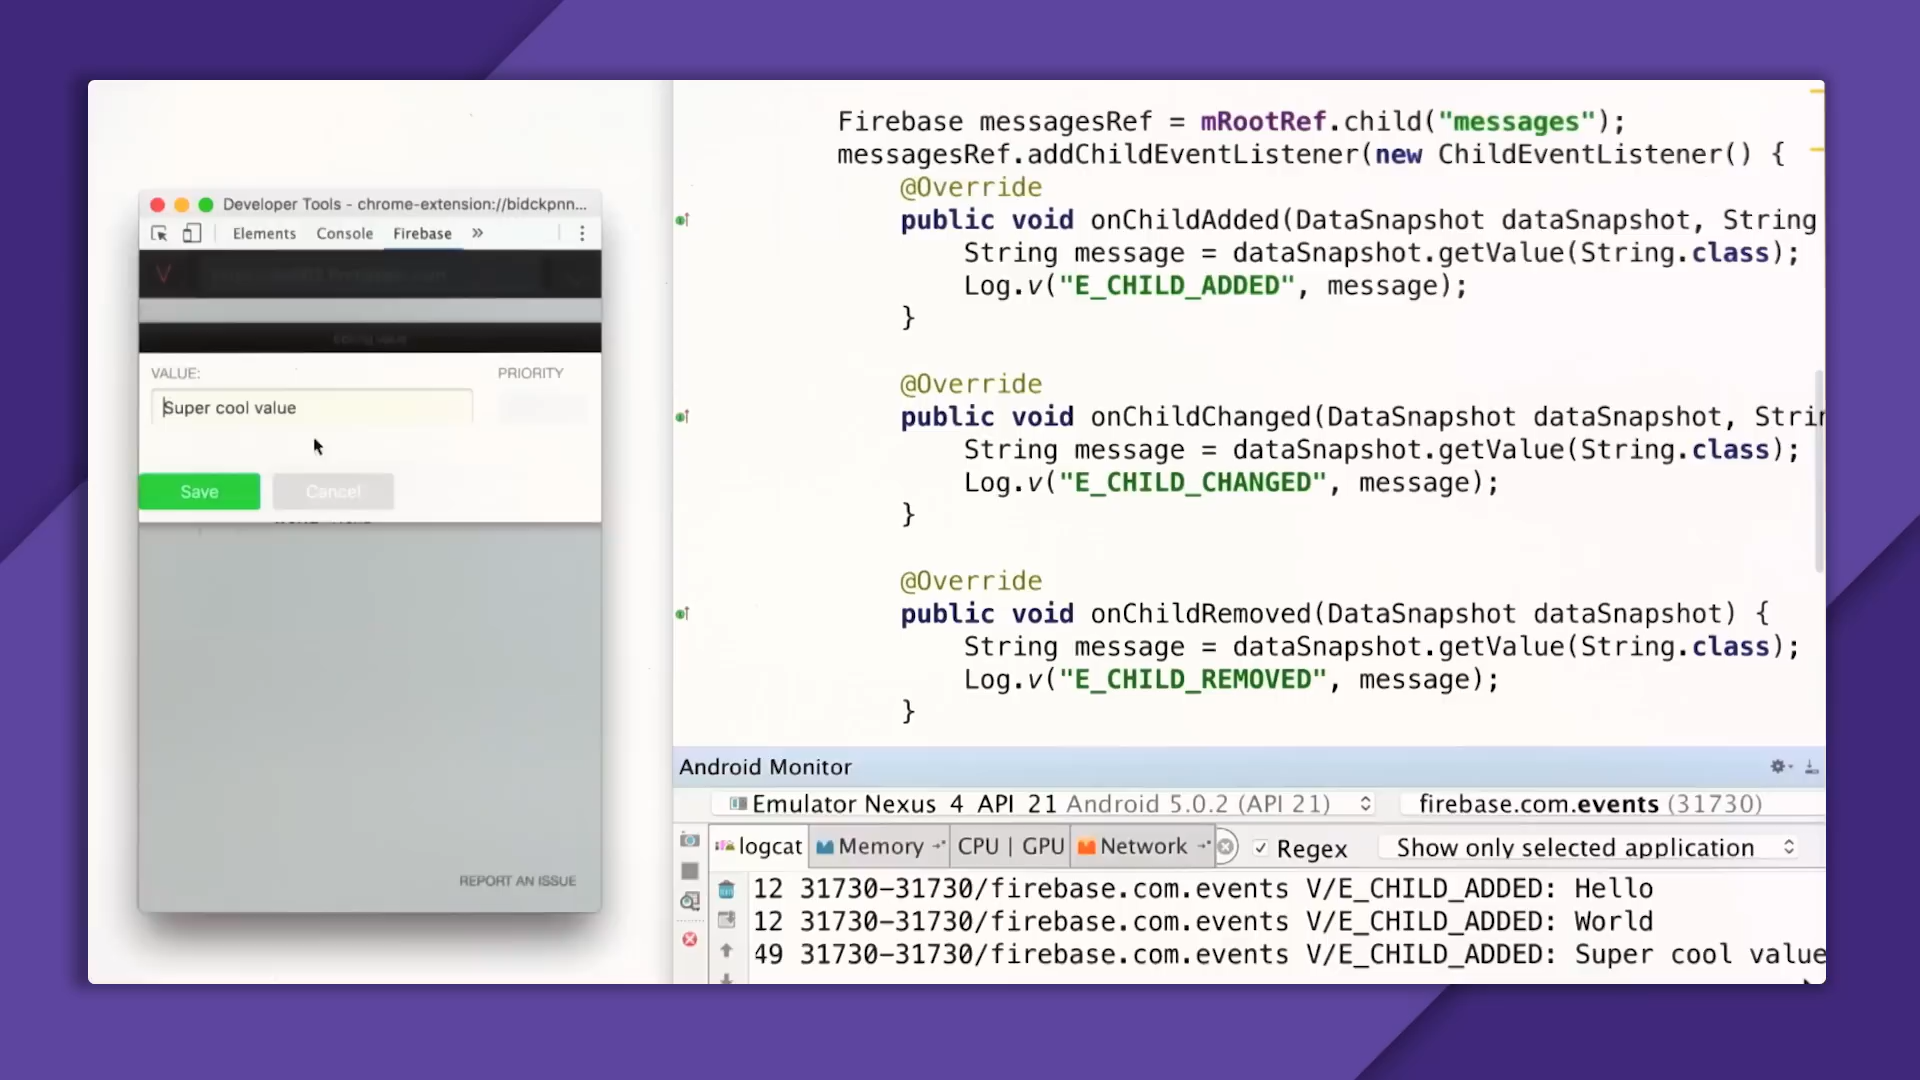 Developer Tools - chrome-extension://bidckpnn...
Elements Console Firebase »
VALUE:
PRIORITY
Super cool value
Save Cancel
REPORT AN ISSUE
Firebase messagesRef = mRootRef.child("messages");
messagesRef.addChildEventListener(new ChildEventListener() {
@Override
public void onChildAdded(DataSnapshot dataSnapshot, String
String message = dataSnapshot.getValue(String.class);
Log.v("E_CHILD_ADDED", message);
}
@Override
public void onChildChanged(DataSnapshot dataSnapshot, Strin
String message = dataSnapshot.getValue(String.class);
Log.v("E_CHILD_CHANGED", message);
}
@Override
public void onChildRemoved(DataSnapshot dataSnapshot) {
String message = dataSnapshot.getValue(String.class);
Log.v("E_CHILD_REMOVED", message);
}
Android Monitor
Emulator Nexus 4 API 21 Android 5.0.2 (API 21) firebase.com.events (31730)
logcat Memory CPU | GPU Network Regex Show only selected application
12 31730-31730/firebase.com.events V/E_CHILD_ADDED: Hello
12 31730-31730/firebase.com.events V/E_CHILD_ADDED: World
49 31730-31730/firebase.com.events V/E_CHILD_ADDED: Super cool value